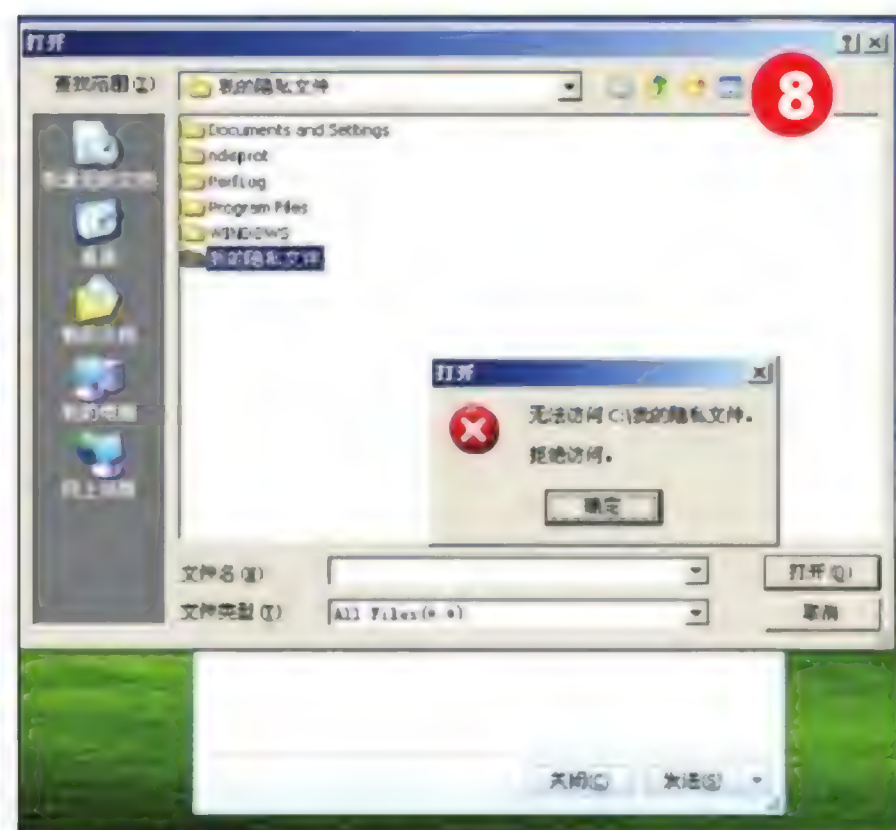 打开
8
查找范围(I)
我的隐私文件
Documents and Settings
ndsprot
PerfLog
Program Files
WINDOWS
我的隐私文件
打开
无法访问 C:\我的隐私文件。
拒绝访问。
确定
文件名(N)
打开(O)
文件类型(T)
All Files(*.*)
取消
关闭(C)
发送(S)